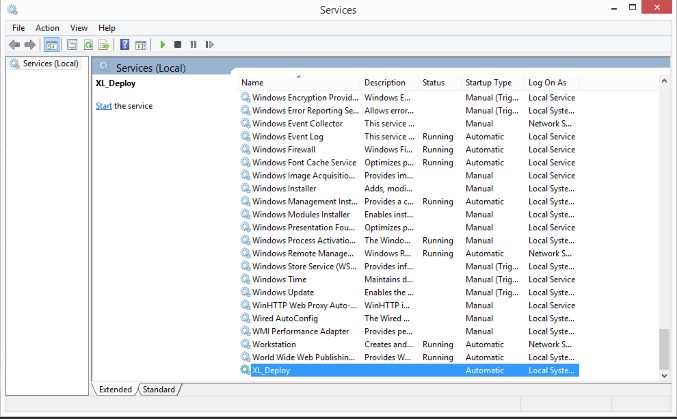 Services
File Action View Help
Services (Local)
Services (Local)
XL_Deploy
Start the service
Name Description Status Startup Type Log On As
Windows Encryption Provid... Windows E... Manual (Trig... Local Service
Windows Error Reporting Se... Allows error... Manual (Trig... Local Syste...
Windows Event Collector This service ... Manual Network S...
Windows Event Log This service ... Running Automatic Local Service
Windows Firewall Windows Fi... Running Automatic Local Service
Windows Font Cache Service Optimizes p... Running Automatic Local Service
Windows Image Acquisitio... Provides im... Manual Local Service
Windows Installer Adds, modi... Manual Local Syste...
Windows Management Inst... Provides a c... Running Automatic Local Syste...
Windows Modules Installer Enables inst... Manual Local Syste...
Windows Presentation Fou... Optimizes p... Manual Local Service
Windows Process Activatio... The Windo... Running Manual Local Syste...
Windows Remote Manage... Windows R... Running Automatic Network S...
Windows Store Service (WS... Provides inf... Manual (Trig... Local Syste...
Windows Time Maintains d... Manual Local Service
Windows Update Enables the ... Manual (Trig... Local Syste...
WinHTTP Web Proxy Auto-... WinHTTP i... Manual Local Service
Wired AutoConfig The Wired ... Manual Local Syste...
WMI Performance Adapter Provides pe... Manual Local Syste...
Workstation Creates and... Running Automatic Network S...
World Wide Web Publishin... Provides W... Running Automatic Local Syste...
XL_Deploy Automatic Local Syste...
Extended Standard